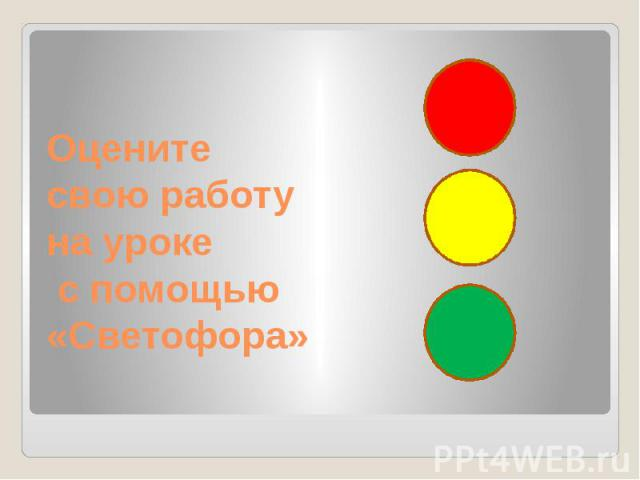 Оцените
свою работу
на уроке
с помощью
«Светофора»
PPt4WEB.ru